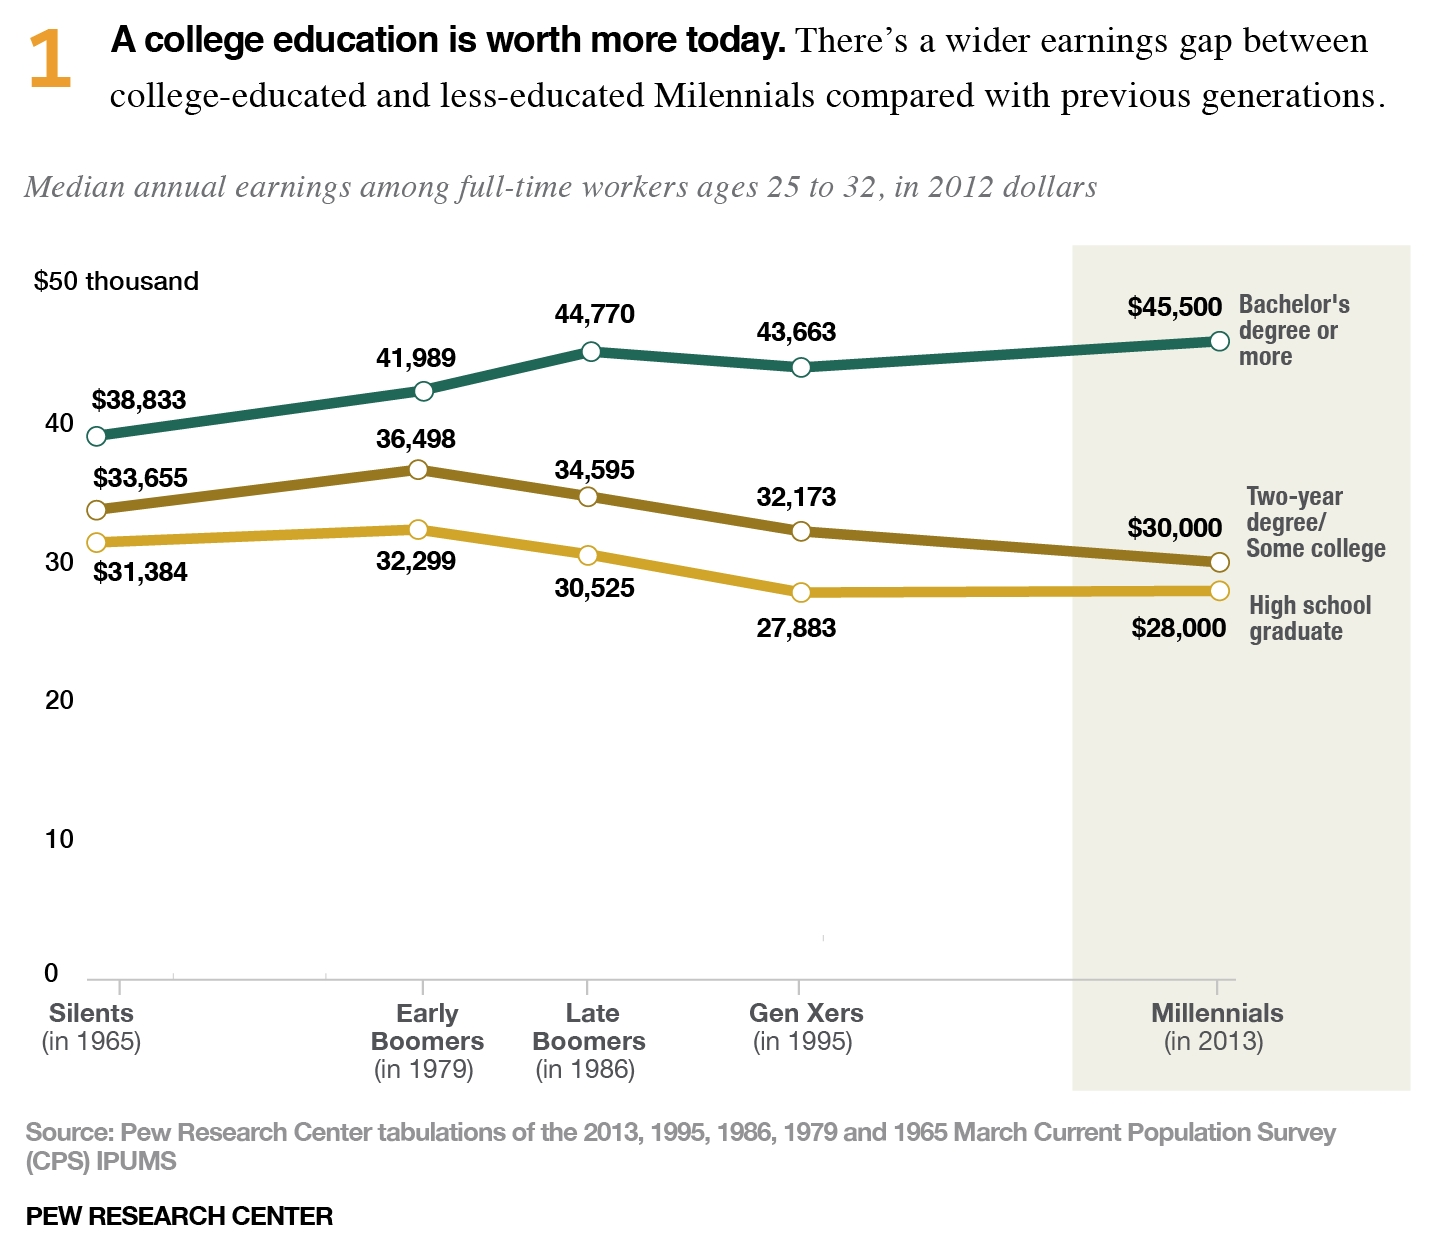 1
A college education is worth more today. There’s a wider earnings gap between
college-educated and less-educated Milennials compared with previous generations.
Median annual earnings among full-time workers ages 25 to 32, in 2012 dollars
$50 thousand
40
30
20
10
0
$38,833
41,989
44,770
43,663
$45,500
Bachelor's
degree or
more
$33,655
36,498
34,595
32,173
$30,000
Two-year
degree/
Some college
$31,384
32,299
30,525
27,883
$28,000
High school
graduate
Silents
(in 1965)
Early
Boomers
(in 1979)
Late
Boomers
(in 1986)
Gen Xers
(in 1995)
Millennials
(in 2013)
Source: Pew Research Center tabulations of the 2013, 1995, 1986, 1979 and 1965 March Current Population Survey
(CPS) IPUMS
PEW RESEARCH CENTER